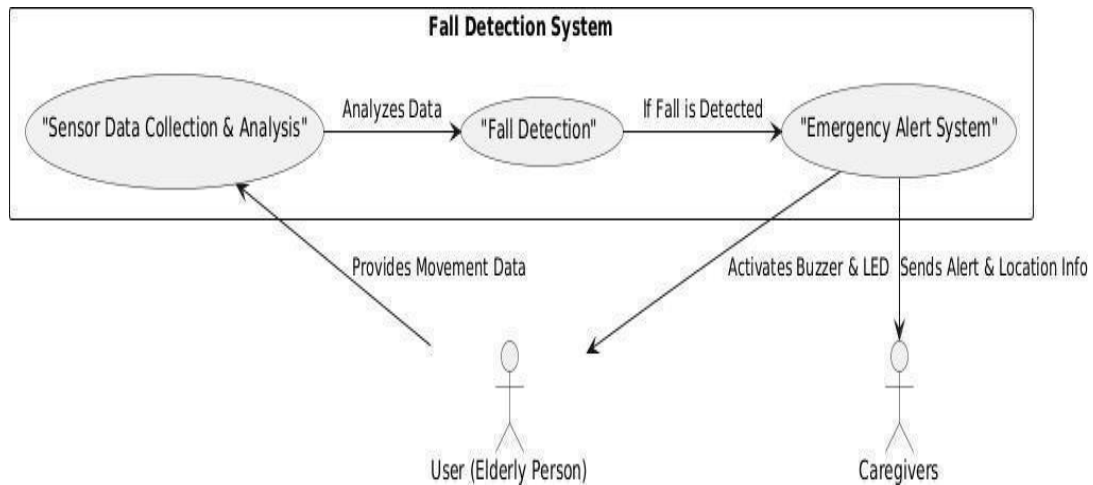 Fall Detection System
"Sensor Data Collection & Analysis"
Analyzes Data
"Fall Detection"
If Fall is Detected
"Emergency Alert System"
Provides Movement Data
Activates Buzzer & LED
Sends Alert & Location Info
User (Elderly Person)
Caregivers